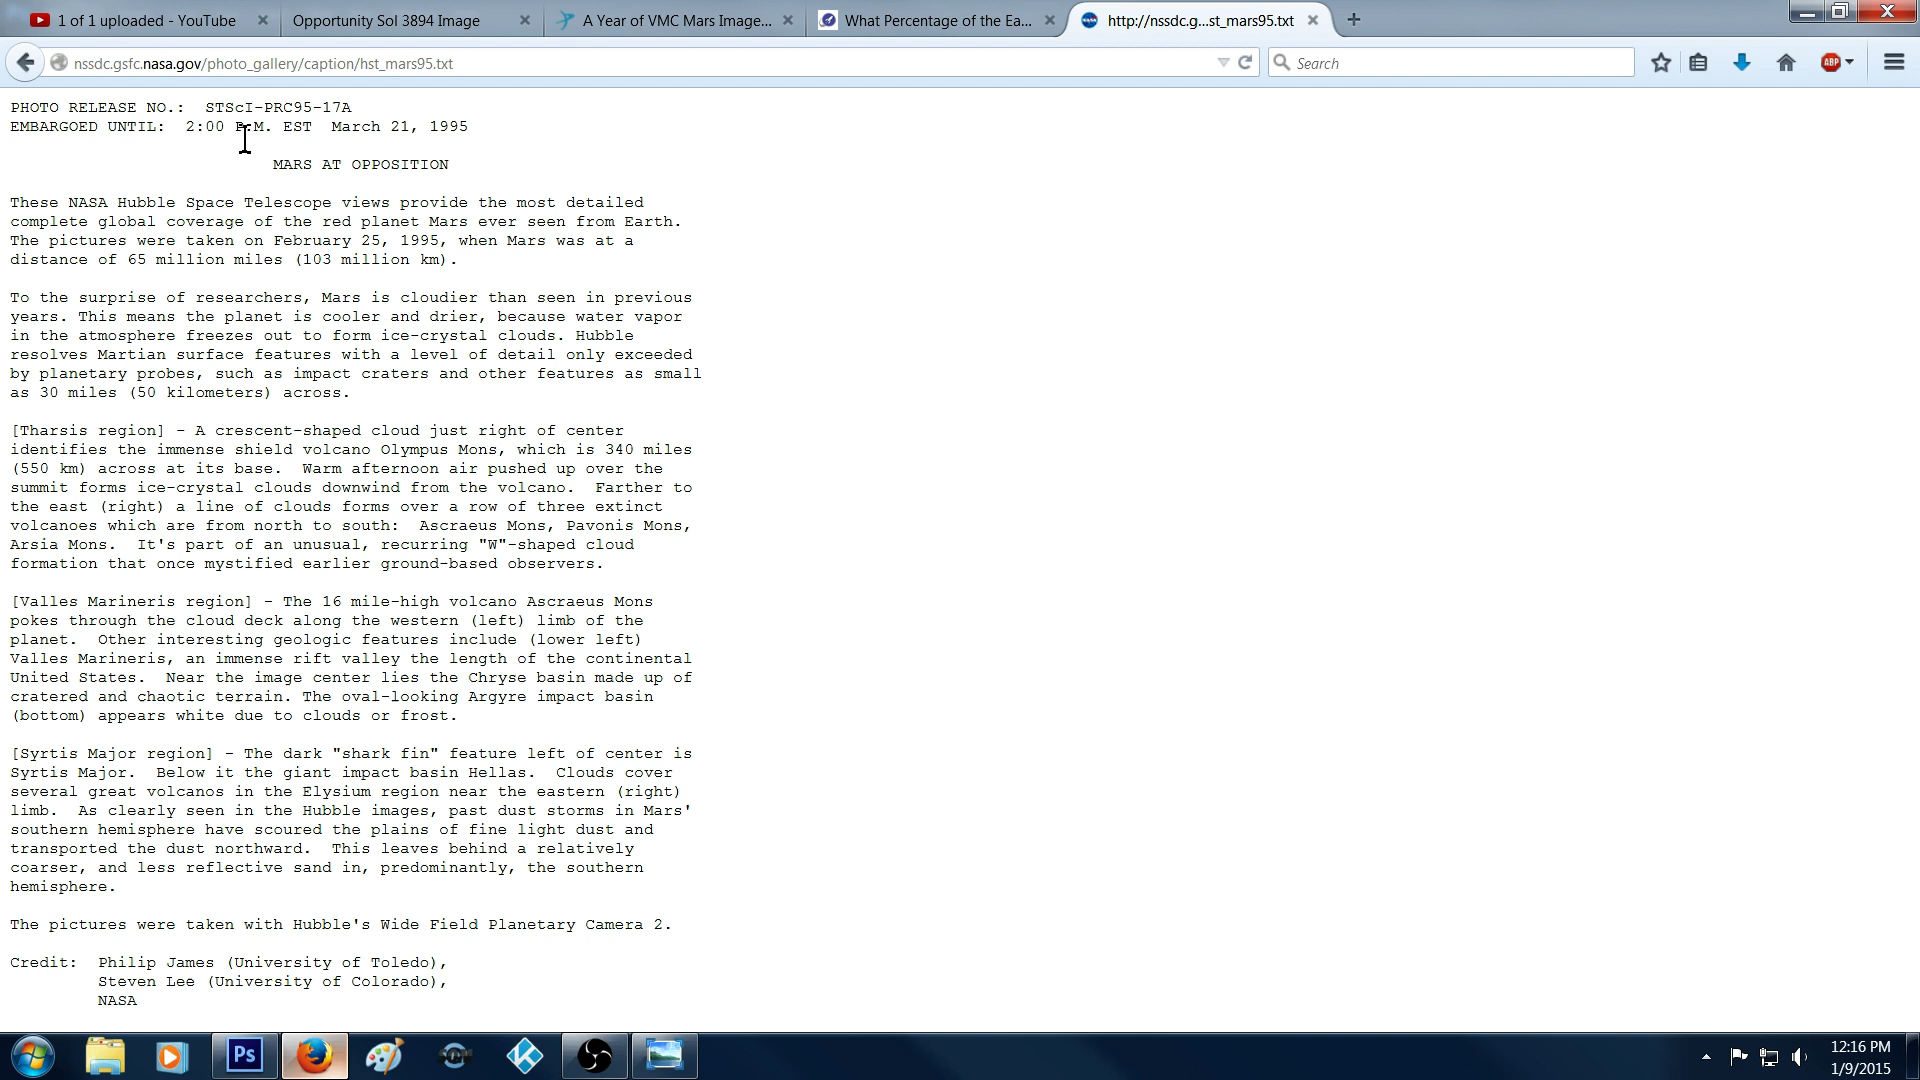 1 of 1 uploaded - YouTube
Opportunity Sol 3894 Image
A Year of VMC Mars Image...
What Percentage of the Ea...
http://nssdc.g...st_mars95.txt
nssdc.gsfc.nasa.gov/photo_gallery/caption/hst_mars95.txt
Search
ABP
PHOTO RELEASE NO.:  STScI-PRC95-17A
EMBARGOED UNTIL:  2:00 P.M. EST  March 21, 1995
MARS AT OPPOSITION
These NASA Hubble Space Telescope views provide the most detailed
complete global coverage of the red planet Mars ever seen from Earth.
The pictures were taken on February 25, 1995, when Mars was at a
distance of 65 million miles (103 million km).
To the surprise of researchers, Mars is cloudier than seen in previous
years. This means the planet is cooler and drier, because water vapor
in the atmosphere freezes out to form ice-crystal clouds. Hubble
resolves Martian surface features with a level of detail only exceeded
by planetary probes, such as impact craters and other features as small
as 30 miles (50 kilometers) across.
[Tharsis region] - A crescent-shaped cloud just right of center
identifies the immense shield volcano Olympus Mons, which is 340 miles
(550 km) across at its base.  Warm afternoon air pushed up over the
summit forms ice-crystal clouds downwind from the volcano.  Farther to
the east (right) a line of clouds forms over a row of three extinct
volcanoes which are from north to south:  Ascraeus Mons, Pavonis Mons,
Arsia Mons.  It's part of an unusual, recurring "W"-shaped cloud
formation that once mystified earlier ground-based observers.
[Valles Marineris region] - The 16 mile-high volcano Ascraeus Mons
pokes through the cloud deck along the western (left) limb of the
planet.  Other interesting geologic features include (lower left)
Valles Marineris, an immense rift valley the length of the continental
United States.  Near the image center lies the Chryse basin made up of
cratered and chaotic terrain. The oval-looking Argyre impact basin
(bottom) appears white due to clouds or frost.
[Syrtis Major region] - The dark "shark fin" feature left of center is
Syrtis Major.  Below it the giant impact basin Hellas.  Clouds cover
several great volcanos in the Elysium region near the eastern (right)
limb.  As clearly seen in the Hubble images, past dust storms in Mars'
southern hemisphere have scoured the plains of fine light dust and
transported the dust northward.  This leaves behind a relatively
coarser, and less reflective sand in, predominantly, the southern
hemisphere.
The pictures were taken with Hubble's Wide Field Planetary Camera 2.
Credit:  Philip James (University of Toledo),
Steven Lee (University of Colorado),
NASA
Ps
12:16 PM
1/9/2015